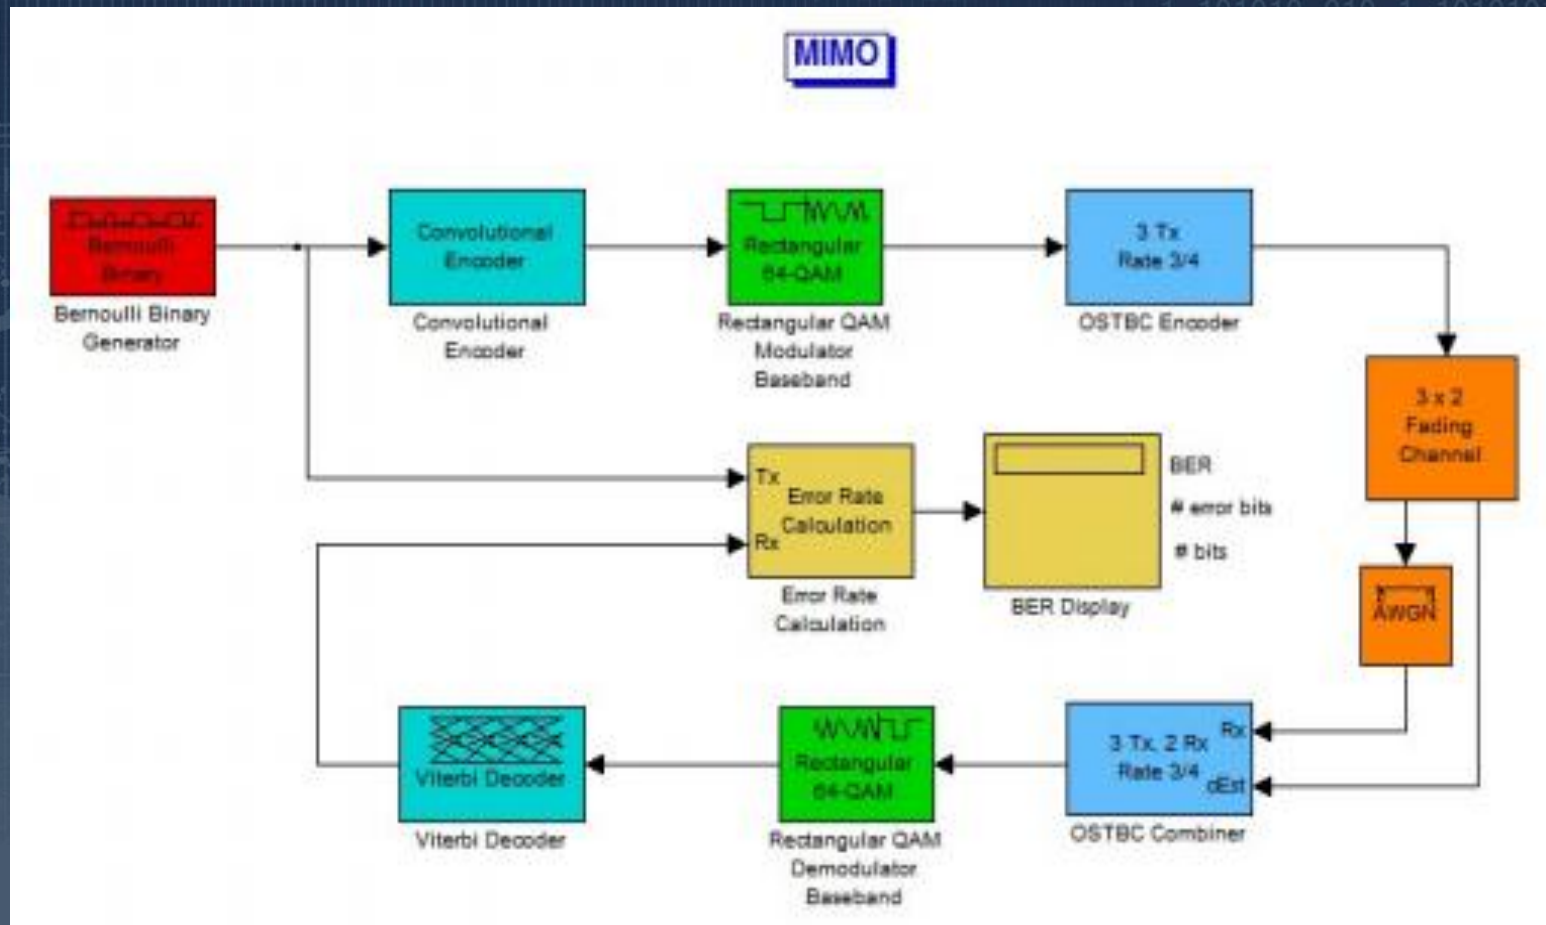 MIMO
Bernoulli
Binary
Bernoulli Binary
Generator
Convolutional
Encoder
Convolutional
Encoder
Rectangular
64-QAM
Rectangular QAM
Modulator
Baseband
3 Tx
Rate 3/4
OSTBC Encoder
3 x 2
Fading
Channel
Tx
Rx
Error Rate
Calculation
Error Rate
Calculation
BER
# error bits
# bits
BER Display
AWGN
Viterbi Decoder
Viterbi Decoder
Rectangular
64-QAM
Rectangular QAM
Demodulator
Baseband
3 Tx, 2 Rx
Rate 3/4
Rx
cEst
OSTBC Combiner